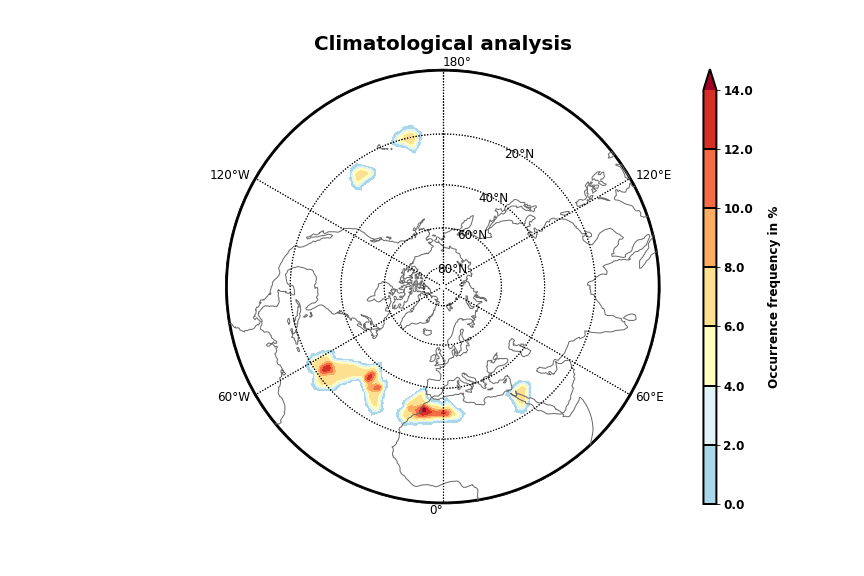 Climatological analysis
180°
14.0
12.0
20°N
120°W
120°E
40°N
10.0
60°N
80°N
8.0
Occurrence frequency in %
6.0
4.0
60°W
60°E
2.0
0.0
0°